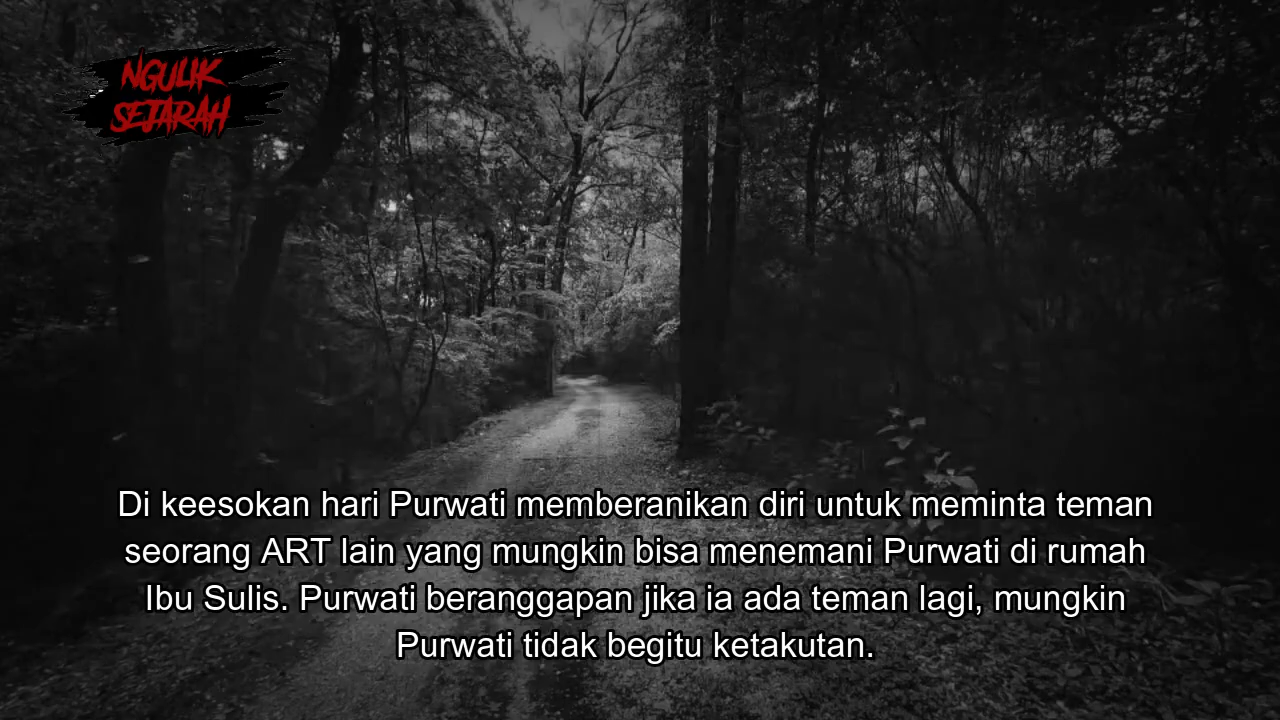 NGULIK
SEJARAH
Di keesokan hari Purwati memberanikan diri untuk meminta teman
seorang ART lain yang mungkin bisa menemani Purwati di rumah
Ibu Sulis. Purwati beranggapan jika ia ada teman lagi, mungkin
Purwati tidak begitu ketakutan.